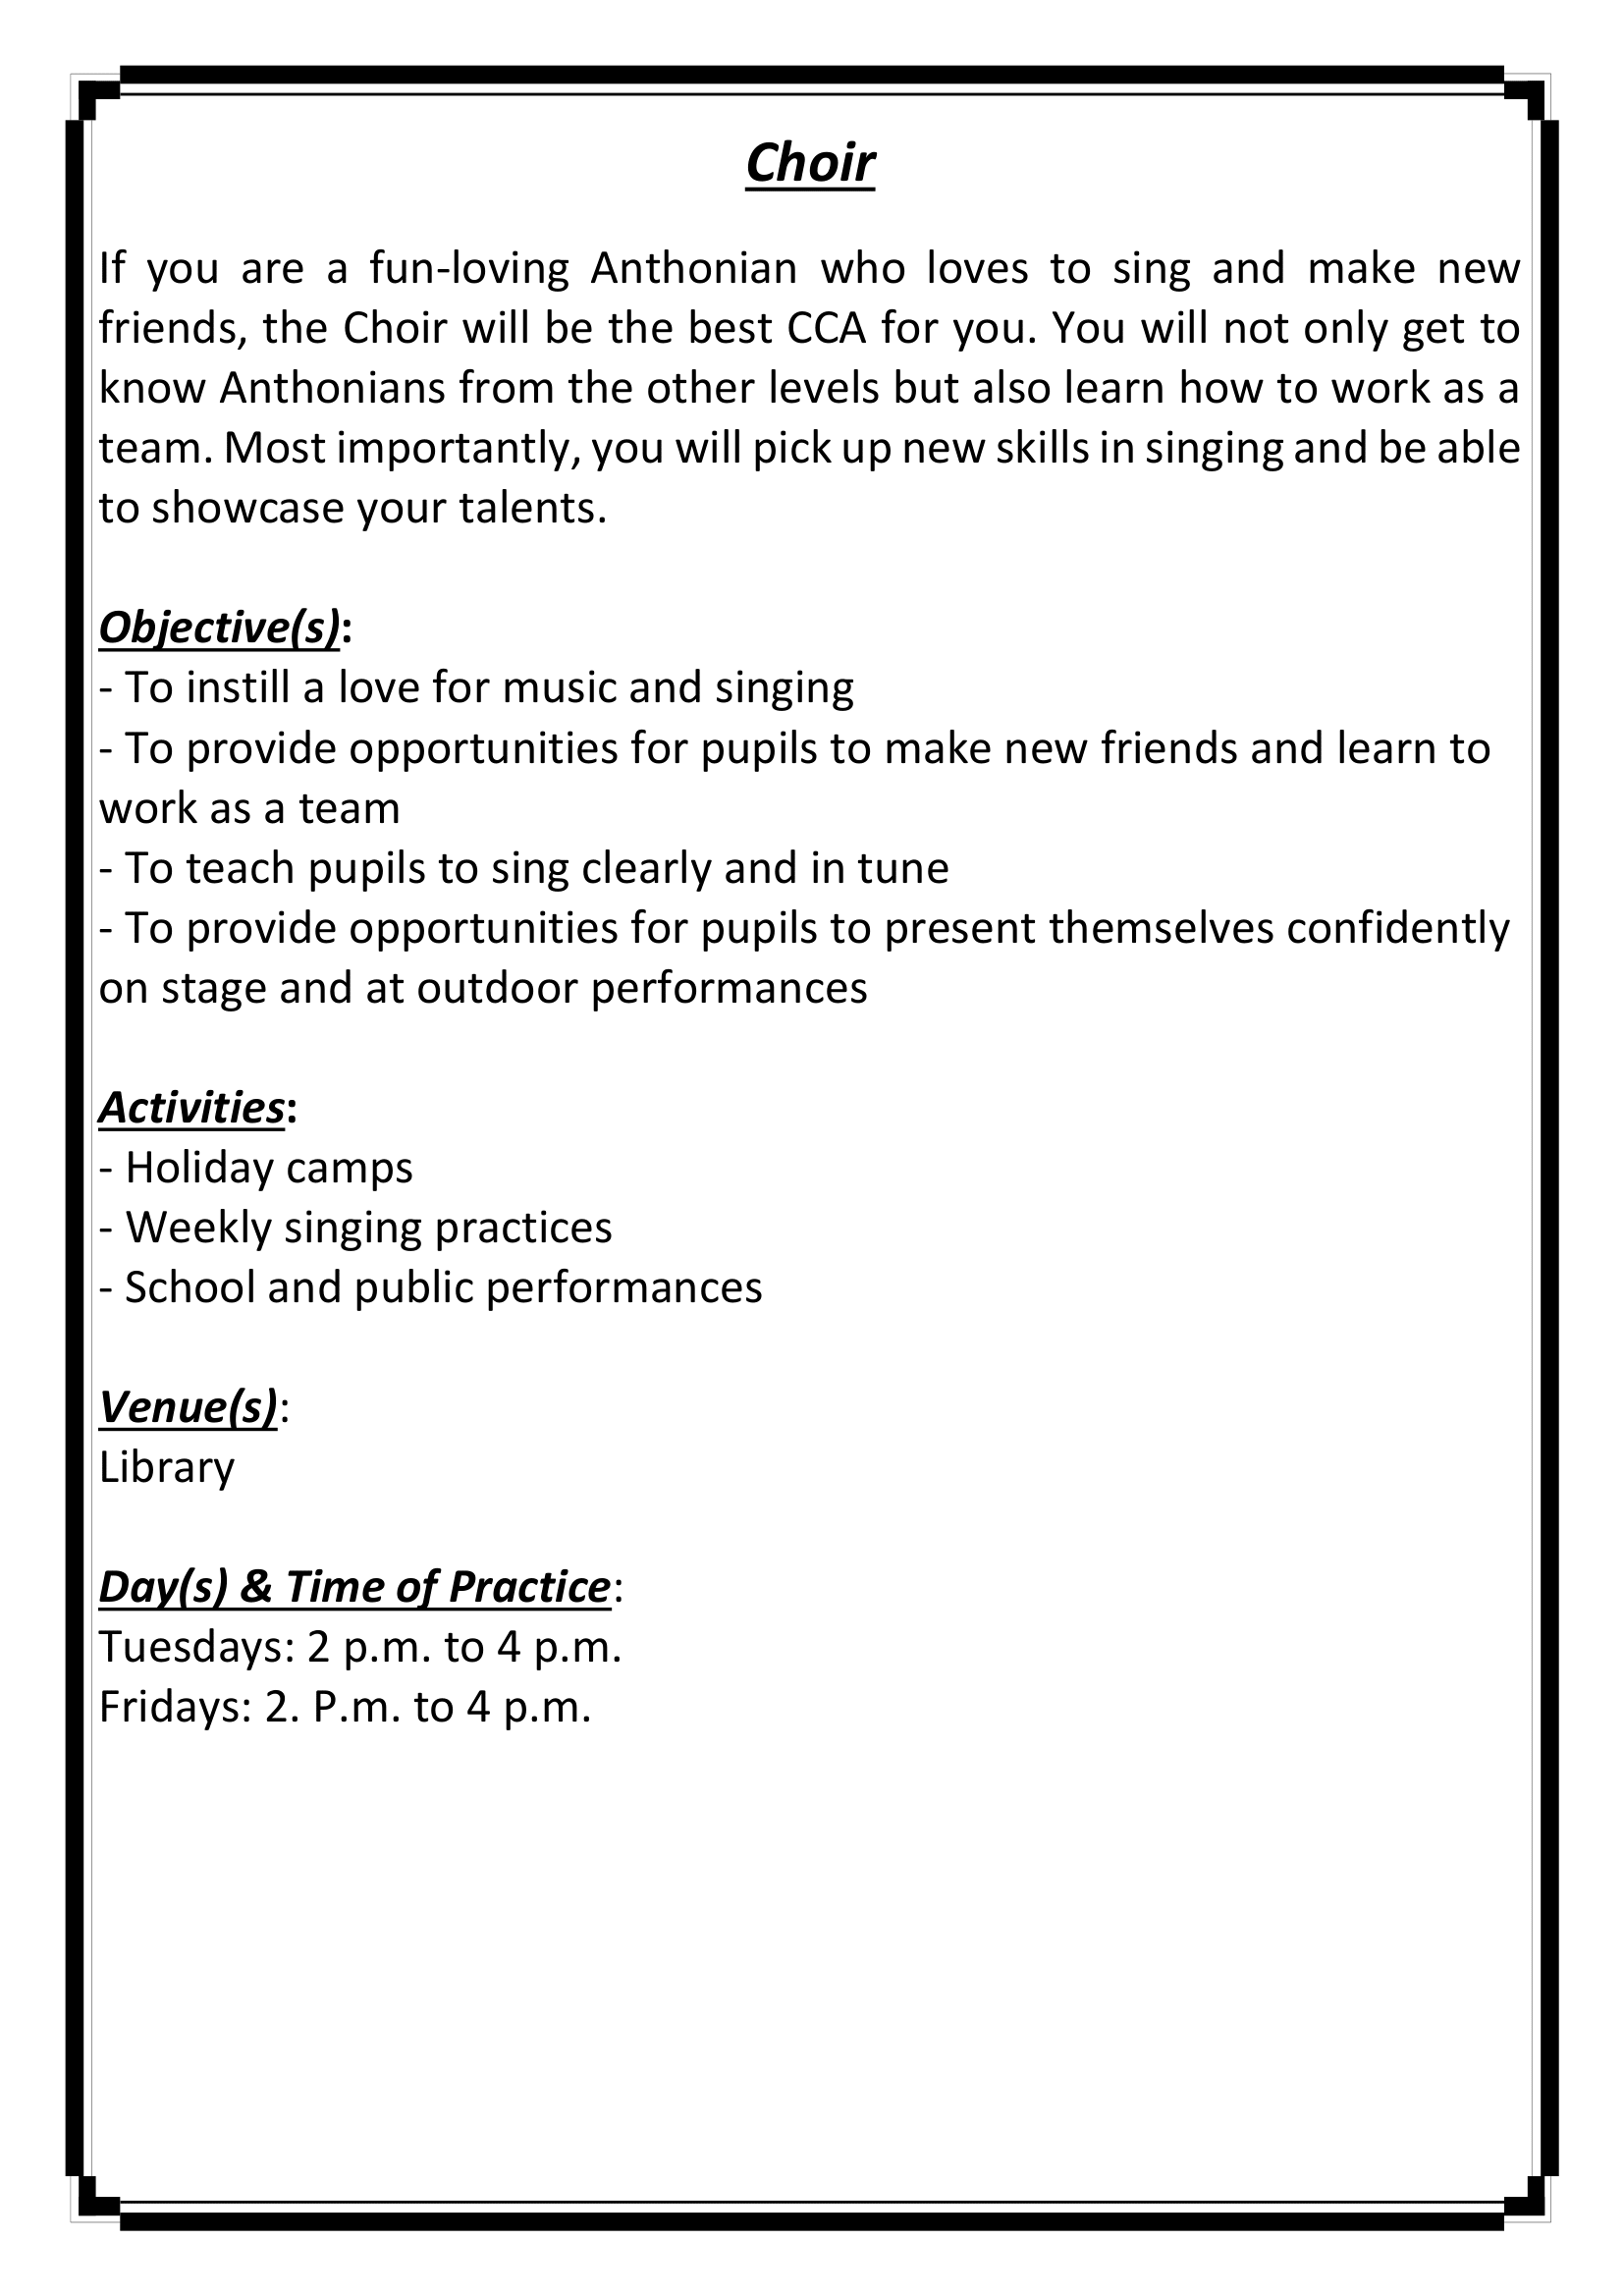 Choir
If you are a fun-loving Anthonian who loves to sing and make new
friends, the Choir will be the best CCA for you. You will not only get to
know Anthonians from the other levels but also learn how to work as a
team. Most importantly, you will pick up new skills in singing and be able
to showcase your talents.
Objective(s):
- To instill a love for music and singing
- To provide opportunities for pupils to make new friends and learn to
work as a team
- To teach pupils to sing clearly and in tune
- To provide opportunities for pupils to present themselves confidently
on stage and at outdoor performances
Activities:
- Holiday camps
- Weekly singing practices
- School and public performances
Venue(s):
Library
Day(s) & Time of Practice:
Tuesdays: 2 p.m. to 4 p.m.
Fridays: 2. P.m. to 4 p.m.